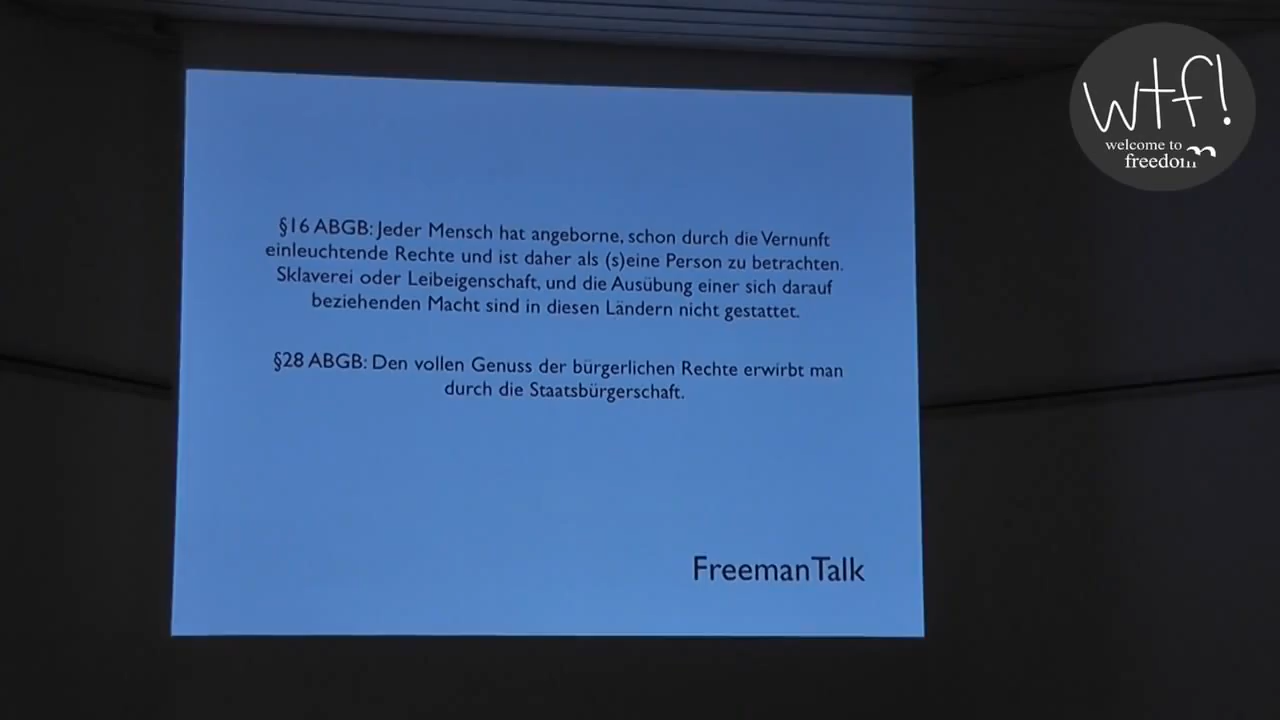 wtf!
welcome to
freedom
§16 ABGB: Jeder Mensch hat angeborne, schon durch die Vernunft
einleuchtende Rechte und ist daher als (s)eine Person zu betrachten.
Sklaverei oder Leibeigenschaft, und die Ausübung einer sich darauf
beziehenden Macht sind in diesen Ländern nicht gestattet.
§28 ABGB: Den vollen Genuss der bürgerlichen Rechte erwirbt man
durch die Staatsbürgerschaft.
FreemanTalk